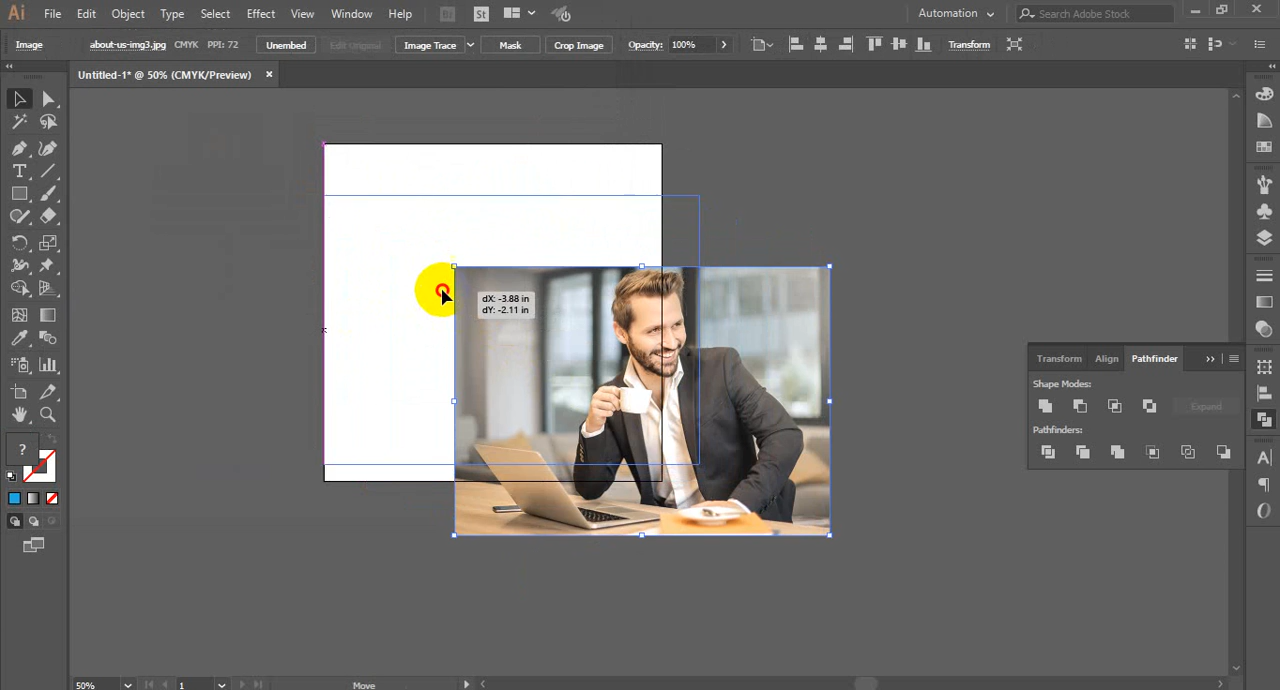 Ai File Edit Object Type Select Effect View Window Help Br St Automation Search Adobe Stock
Image about-us-img3.jpg CMYK PPI: 72 Unembed Edit Original Image Trace Mask Crop Image Opacity: 100% Transform
Untitled-1* @ 50% (CMYK/Preview)
dX: -3.88 in
dY: -2.11 in
Transform Align Pathfinder
Shape Modes:
Expand
Pathfinders:
?
50% 1 Move